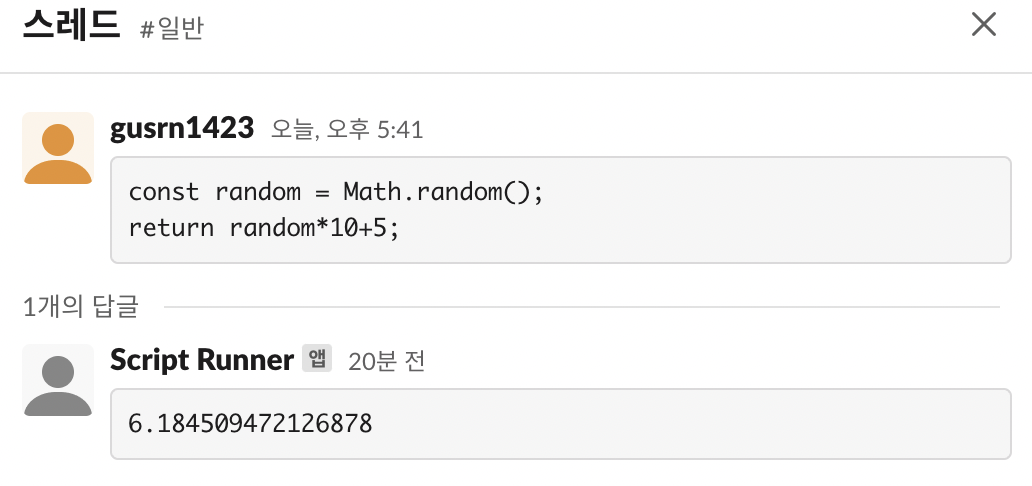 스레드 #일반
gusrn1423 오늘, 오후 5:41
const random = Math.random();
return random*10+5;
1개의 답글
Script Runner 앱 20분 전
6.184509472126878